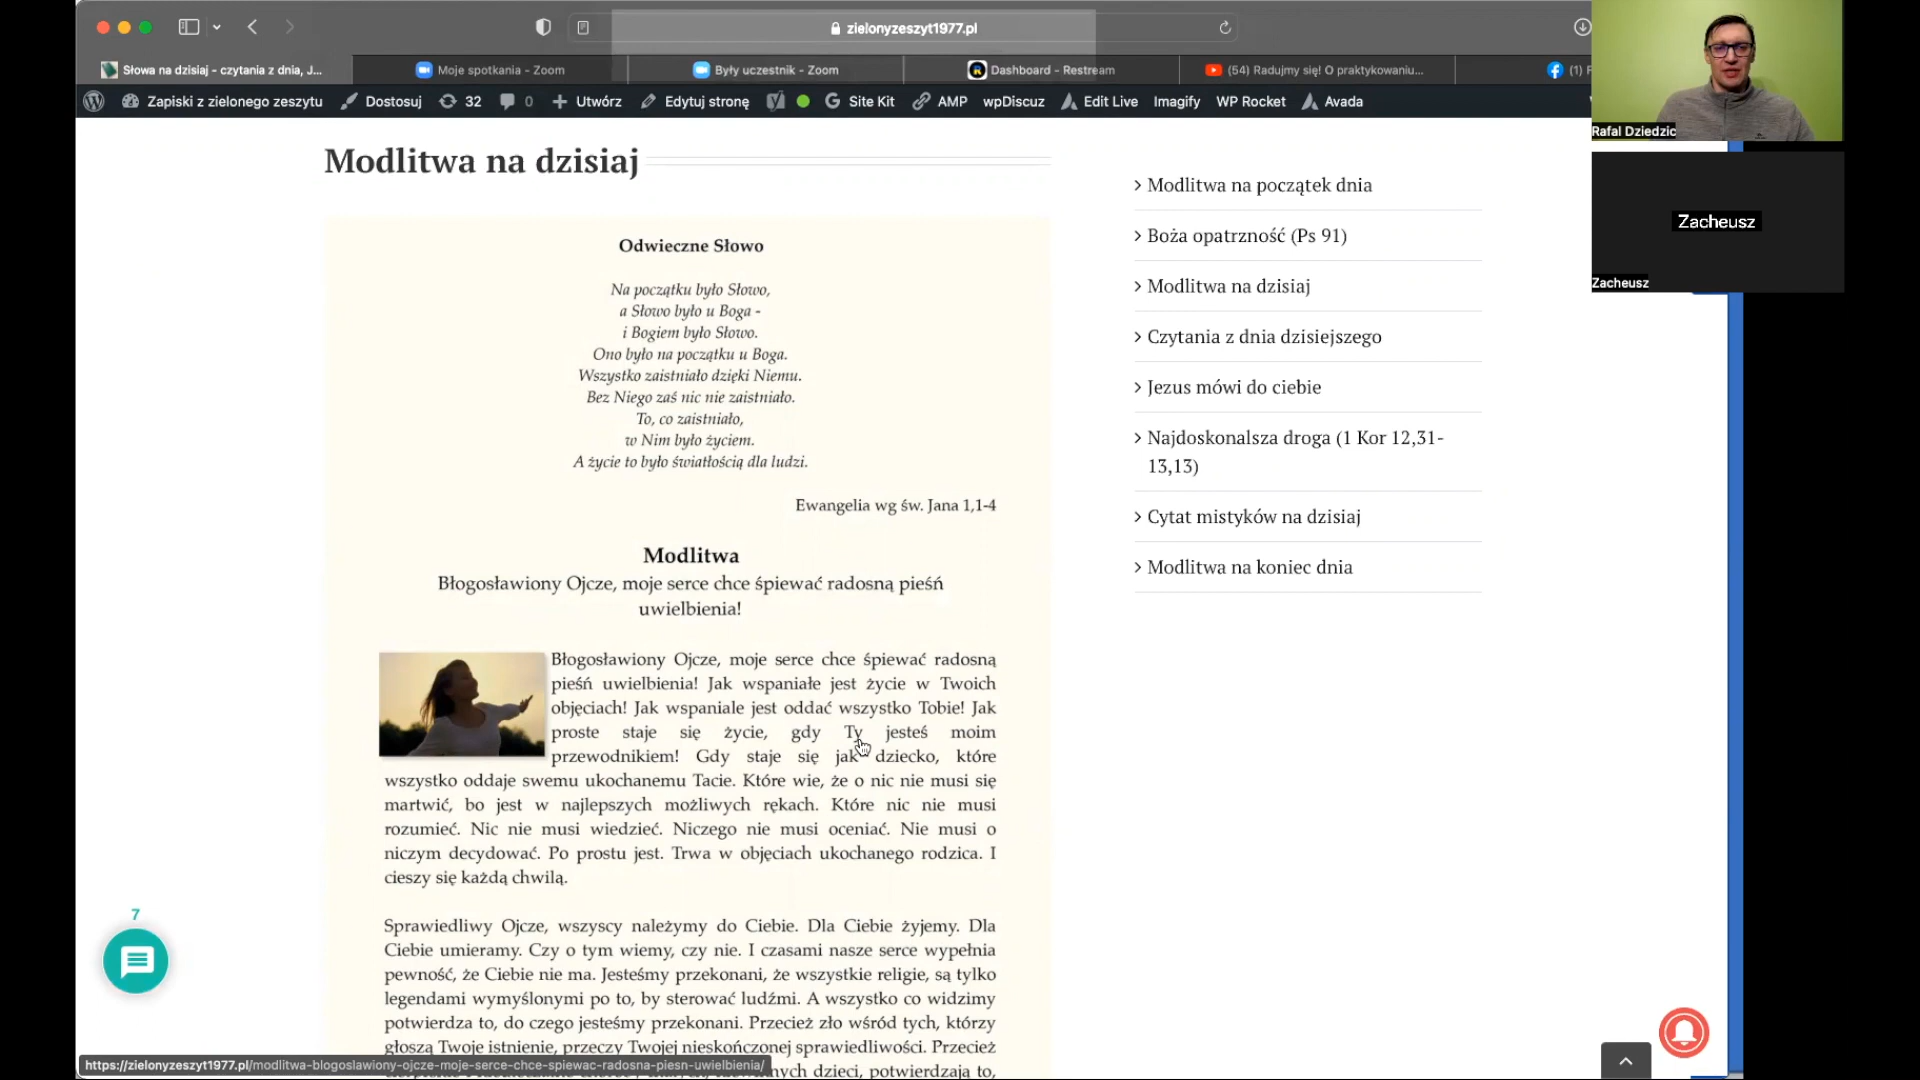 zielonyzeszyt1977.pl
Słowa na dzisiaj - czytania z dnia, J...
Moje spotkania - Zoom
Były uczestnik - Zoom
Dashboard - Restream
(54) Radujmy się! O praktykowaniu...
(1) F
Zapiski z zielonego zeszytu
Dostosuj
32
0
Utwórz
Edytuj stronę
Site Kit
AMP
wpDiscuz
Edit Live
Imagify
WP Rocket
Avada
Rafal Dziedzic
Zacheusz
Zacheusz
Modlitwa na dzisiaj
Odwieczne Słowo
Na początku było Słowo,
a Słowo było u Boga -
i Bogiem było Słowo.
Ono było na początku u Boga.
Wszystko zaistniało dzięki Niemu.
Bez Niego zaś nic nie zaistniało.
To, co zaistniało,
w Nim było życiem.
A życie to było światłością dla ludzi.
Ewangelia wg św. Jana 1,1-4
Modlitwa
Błogosławiony Ojcze, moje serce chce śpiewać radosną pieśń
uwielbienia!
Błogosławiony Ojcze, moje serce chce śpiewać radosną
pieśń uwielbienia! Jak wspaniałe jest życie w Twoich
objęciach! Jak wspaniale jest oddać wszystko Tobie! Jak
proste staje się życie, gdy Ty jesteś moim
przewodnikiem! Gdy staje się jak dziecko, które
wszystko oddaje swemu ukochanemu Tacie. Które wie, że o nic nie musi się
martwić, bo jest w najlepszych możliwych rękach. Które nic nie musi
rozumieć. Nic nie musi wiedzieć. Niczego nie musi oceniać. Nie musi o
niczym decydować. Po prostu jest. Trwa w objęciach ukochanego rodzica. I
cieszy się każdą chwilą.
Sprawiedliwy Ojcze, wszyscy należymy do Ciebie. Dla Ciebie żyjemy. Dla
Ciebie umieramy. Czy o tym wiemy, czy nie. I czasami nasze serce wypełnia
pewność, że Ciebie nie ma. Jesteśmy przekonani, że wszystkie religie, są tylko
legendami wymyślonymi po to, by sterować ludźmi. A wszystko co widzimy
potwierdza to, do czego jesteśmy przekonani. Przecież zło wśród tych, którzy
głoszą Twoje istnienie, przeczy Twojej nieskończonej sprawiedliwości. Przecież
dzieci, potwierdzają to,
Modlitwa na początek dnia
Boża opatrzność (Ps 91)
Modlitwa na dzisiaj
Czytania z dnia dzisiejszego
Jezus mówi do ciebie
Najdoskonalsza droga (1 Kor 12,31-
13,13)
Cytat mistyków na dzisiaj
Modlitwa na koniec dnia
7
https://zielonyzeszyt1977.pl/modlitwa-blogoslawiony-ojcze-moje-serce-chce-spiewac-radosna-piesn-uwielbienia/